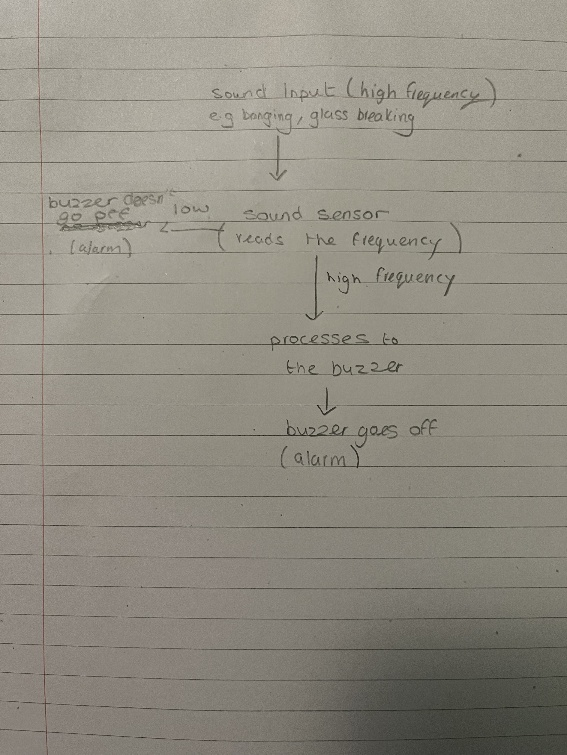 sound Input (high frequency)
e.g banging, glass breaking
buzzer doesn't
go off
(alarm)
low
sound sensor
(reads the frequency)
high frequency
processes to
the buzzer
buzzer goes off
(alarm)